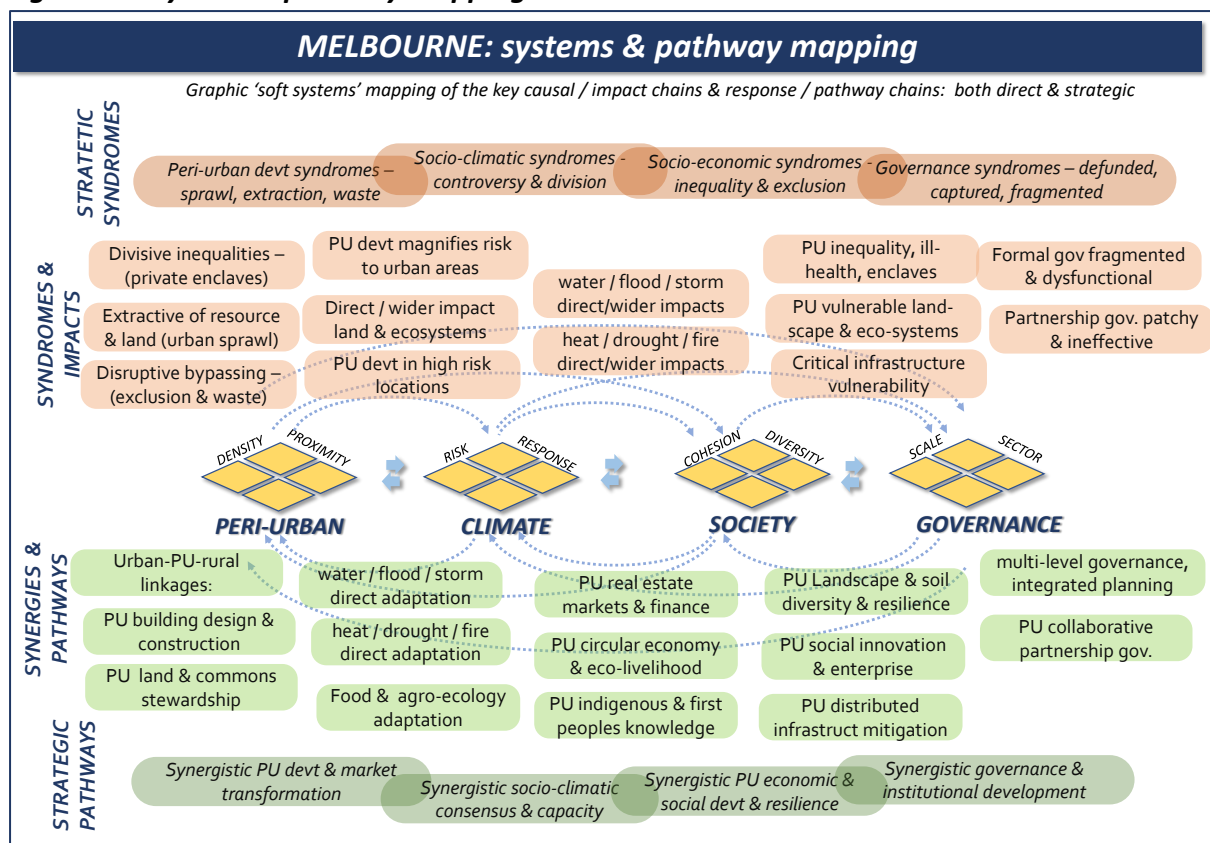 MELBOURNE: systems & pathway mapping
Graphic ‘soft systems’ mapping of the key causal / impact chains & response / pathway chains: both direct & strategic
STRATETIC
SYNDROMES
Peri-urban devt syndromes –
sprawl, extraction, waste
Socio-climatic syndromes -
controversy & division
Socio-economic syndromes -
inequality & exclusion
Governance syndromes – defunded,
captured, fragmented
SYNDROMES &
IMPACTS
Divisive inequalities –
(private enclaves)
Extractive of resource
& land (urban sprawl)
Disruptive bypassing –
(exclusion & waste)
PU devt magnifies risk
to urban areas
Direct / wider impact
land & ecosystems
PU devt in high risk
locations
water / flood / storm
direct/wider impacts
heat / drought / fire
direct/wider impacts
PU inequality, ill-
health, enclaves
PU vulnerable land-
scape & eco-systems
Critical infrastructure
vulnerability
Formal gov fragmented
& dysfunctional
Partnership gov. patchy
& ineffective
DENSITY
PROXIMITY
RISK
RESPONSE
COHESION
DIVERSITY
SCALE
SECTOR
PERI-URBAN
CLIMATE
SOCIETY
GOVERNANCE
SYNERGIES &
PATHWAYS
Urban-PU-rural
linkages:
PU building design &
construction
PU land & commons
stewardship
water / flood / storm
direct adaptation
heat / drought / fire
direct adaptation
Food & agro-ecology
adaptation
PU real estate
markets & finance
PU circular economy
& eco-livelihood
PU indigenous & first
peoples knowledge
PU Landscape & soil
diversity & resilience
PU social innovation
& enterprise
PU distributed
infrastruct mitigation
multi-level governance,
integrated planning
PU collaborative
partnership gov.
STRATEGIC
PATHWAYS
Synergistic PU devt & market
transformation
Synergistic socio-climatic
consensus & capacity
Synergistic PU economic &
social devt & resilience
Synergistic governance &
institutional development